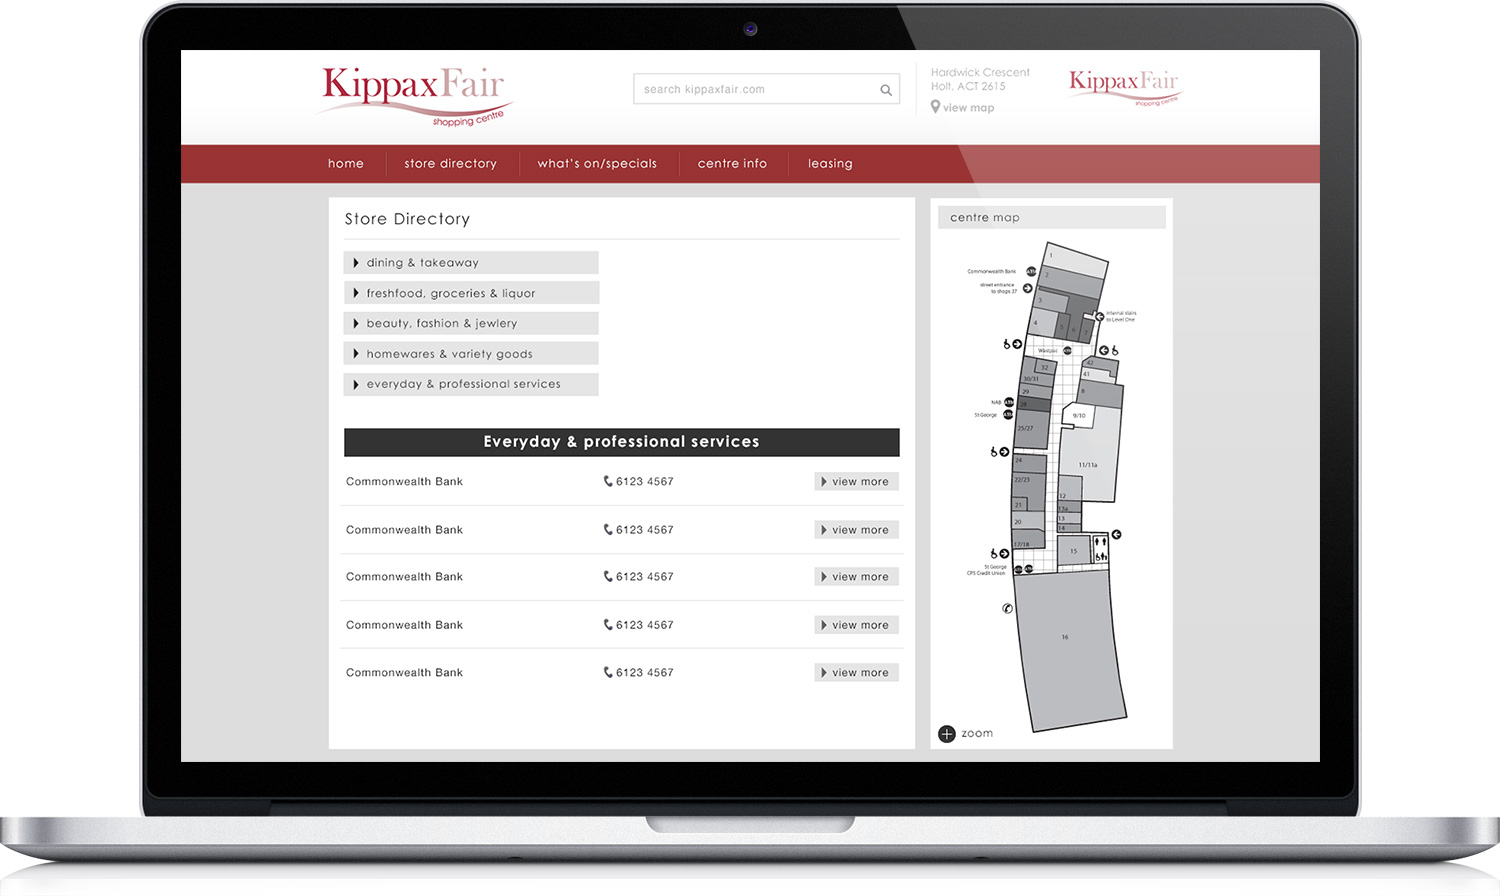 KippaxFair
shopping centre
search kippaxfair.com
Hardwick Crescent
Holt, ACT 2615
view map
KippaxFair
shopping centre
home
store directory
what's on/specials
centre info
leasing
Store Directory
dining & takeaway
freshfood, groceries & liquor
beauty, fashion & jewlery
homewares & variety goods
everyday & professional services
Everyday & professional services
Commonwealth Bank 6123 4567 view more
Commonwealth Bank 6123 4567 view more
Commonwealth Bank 6123 4567 view more
Commonwealth Bank 6123 4567 view more
Commonwealth Bank 6123 4567 view more
centre map
1
Commonwealth Bank
2
street entrance
to shops 37
3
internal stairs
to Level One
4 5 6 7
Westpac
42
32
41
30/31
29
8
NAB
28
St George
9/10
25/27
24
11/11a
22/23
12
21
12a
20
13
14
17/18
15
St George
CPS Credit Union
16
zoom